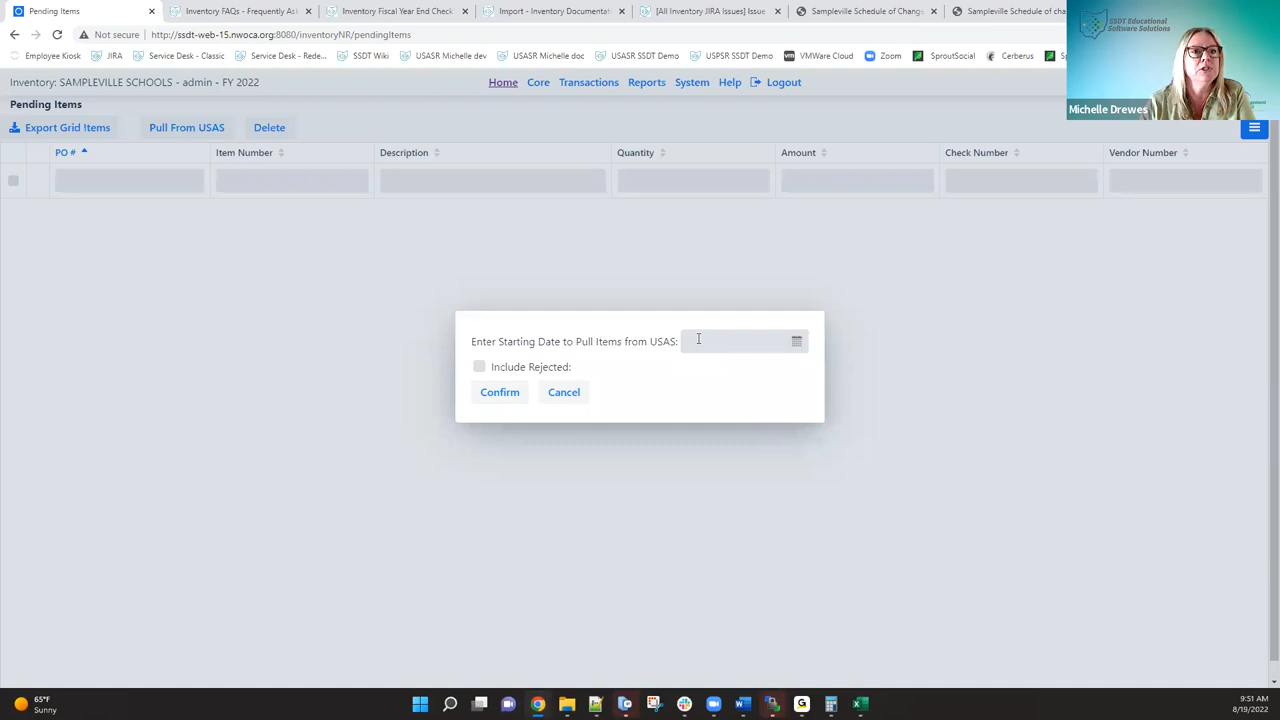 Pending Items
Inventory FAQs - Frequently As
Inventory Fiscal Year End Check
Import - Inventory Documentat
[All Inventory JIRA Issues] Issue
Sampleville Schedule of Change
Sampleville Schedule of cha
Not secure
http://ssdt-web-15.nwoca.org:8080/inventoryNR/pendingItems
Employee Kiosk
JIRA
Service Desk - Classic
Service Desk - Rede...
SSDT Wiki
USASR Michelle dev
USASR Michelle doc
USASR SSDT Demo
USPSR SSDT Demo
VMWare Cloud
Zoom
SproutSocial
Cerberus
SSDT Educational
Software Solutions
Michelle Drewes
Inventory: SAMPLEVILLE SCHOOLS - admin - FY 2022
Home
Core
Transactions
Reports
System
Help
Logout
Pending Items
Export Grid Items
Pull From USAS
Delete
PO #
Item Number
Description
Quantity
Amount
Check Number
Vendor Number
Enter Starting Date to Pull Items from USAS:
Include Rejected:
Confirm
Cancel
65°F
Sunny
9:51 AM
8/19/2022